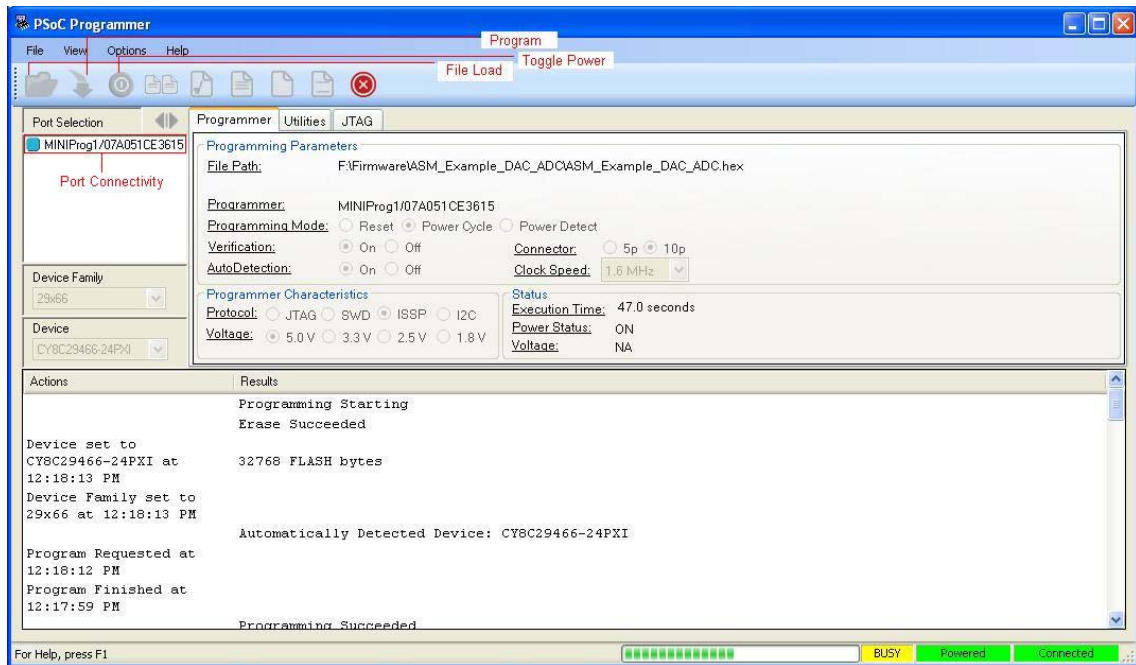 PSoC Programmer
File View Options Help
Program
Toggle Power
File Load
Port Selection
Programmer Utilities JTAG
MINIProg1/07A051CE3615
Port Connectivity
Programming Parameters
File Path: F:\Firmware\ASM_Example_DAC_ADC\ASM_Example_DAC_ADC.hex
Programmer: MINIProg1/07A051CE3615
Programming Mode: Reset Power Cycle Power Detect
Verification: On Off Connector: 5p 10p
AutoDetection: On Off Clock Speed: 1.6 MHz
Device Family
29x66
Device
CY8C29466-24PXI
Programmer Characteristics
Protocol: JTAG SWD ISSP I2C
Voltage: 5.0 V 3.3 V 2.5 V 1.8 V
Status
Execution Time: 47.0 seconds
Power Status: ON
Voltage: NA
Actions Results
Programming Starting
Erase Succeeded
Device set to
CY8C29466-24PXI at 32768 FLASH bytes
12:18:13 PM
Device Family set to
29x66 at 12:18:13 PM
Automatically Detected Device: CY8C29466-24PXI
Program Requested at
12:18:12 PM
Program Finished at
12:17:59 PM
Programming Succeeded
For Help, press F1 BUSY Powered Connected